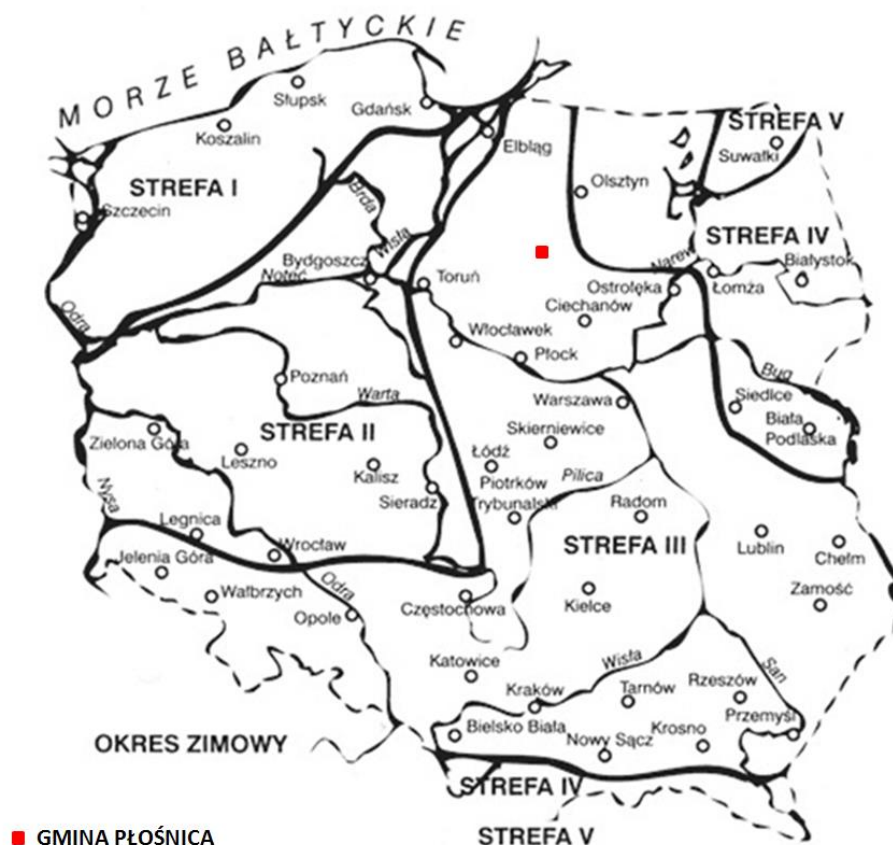 MORZE BAŁTYCKIE
Słupsk
Gdańsk
Koszalin
Elbląg
STREFA V
Suwałki
STREFA I
Brda
Olsztyn
Szczecin
Wisła
STREFA IV
Bydgoszcz
Noteć
Toruń
Narew
Białystok
Ostrołęka
Łomża
Odra
Ciechanów
Włocławek
Płock
Poznań
Warta
Warszawa
Bug
Siedlce
Biała
Podlaska
Zielona Góra
STREFA II
Skierniewice
Leszno
Kalisz
Łódź
Nysa
Sieradz
Piotrków
Trybunalski
Pilica
Radom
Legnica
Wrocław
STREFA III
Lublin
Chełm
Jelenia Góra
Wałbrzych
Odra
Opole
Częstochowa
Kielce
Zamość
Katowice
Wisła
San
Kraków
Tarnów
Rzeszów
Przemyśl
Bielsko Biała
Krosno
Nowy Sącz
OKRES ZIMOWY
STREFA IV
STREFA V
GMINA PŁOŚNICA